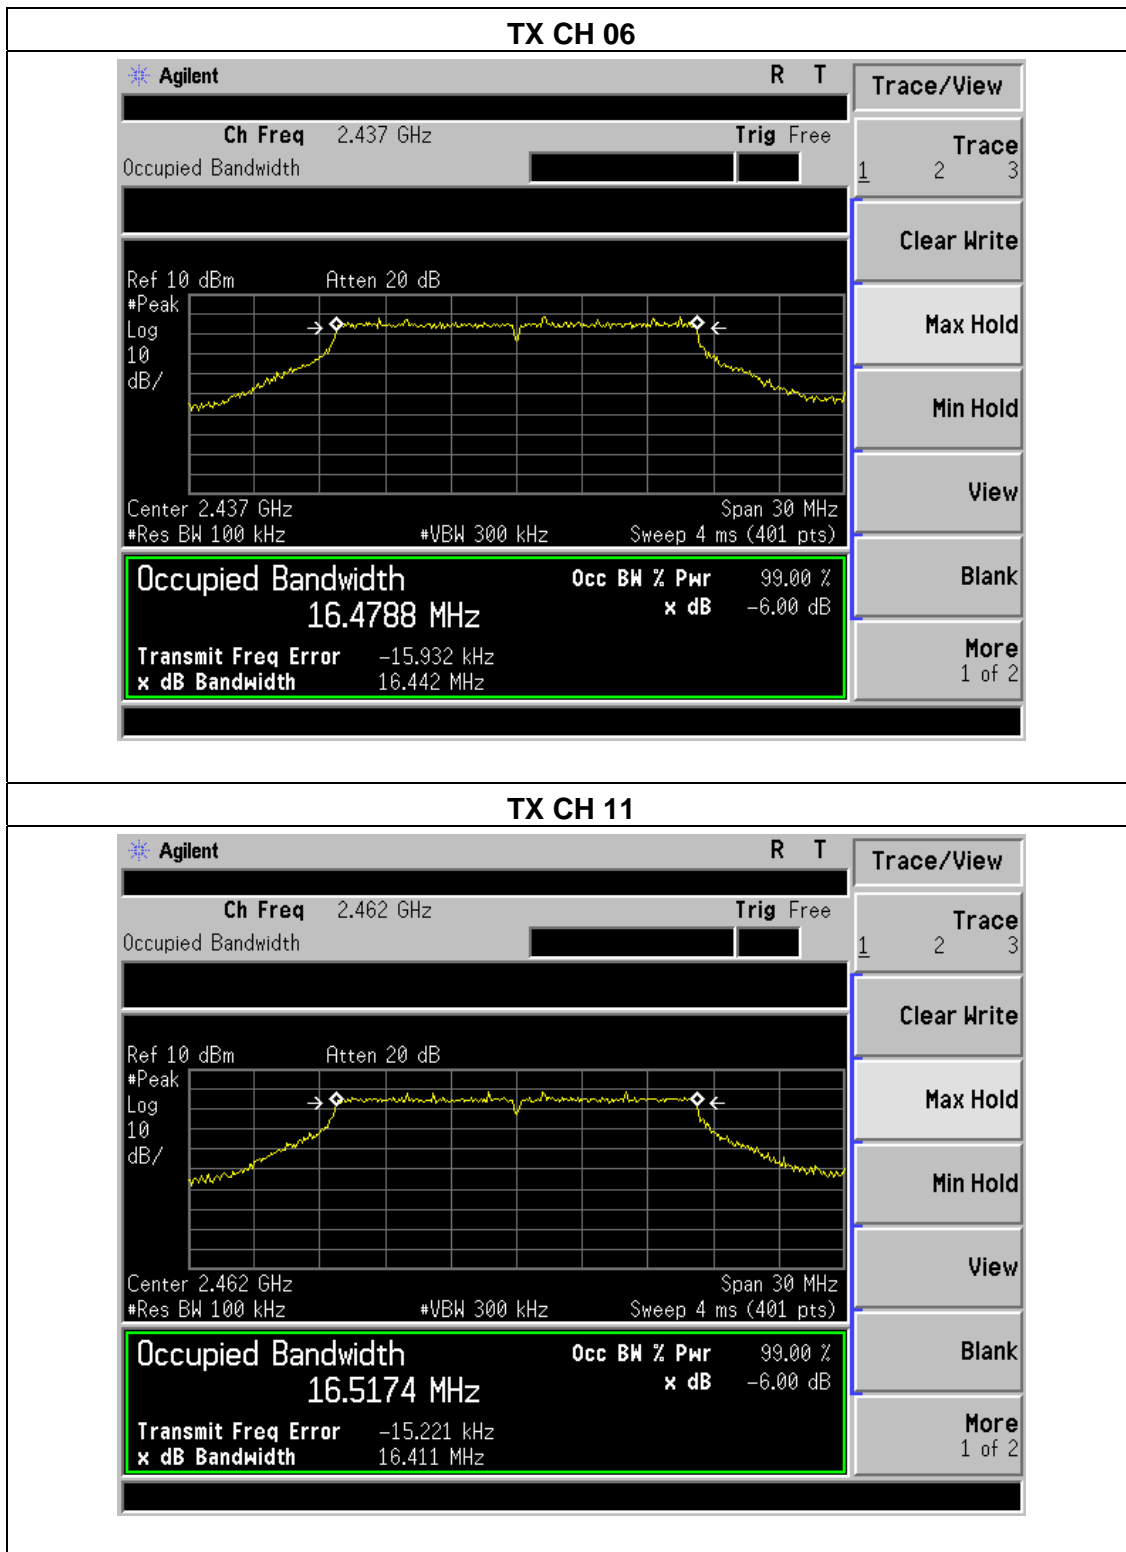 TX CH 06
Agilent R T
Trace/View
Ch Freq 2.437 GHz Trig Free
Occupied Bandwidth
Trace
1 2 3
Clear Write
Ref 10 dBm Atten 20 dB
#Peak
Log
10
dB/
Max Hold
Min Hold
View
Center 2.437 GHz Span 30 MHz
#Res BW 100 kHz #VBW 300 kHz Sweep 4 ms (401 pts)
Occupied Bandwidth Occ BW % Pwr 99.00 %
16.4788 MHz x dB -6.00 dB
Blank
Transmit Freq Error -15.932 kHz
x dB Bandwidth 16.442 MHz
More
1 of 2
TX CH 11
Agilent R T
Trace/View
Ch Freq 2.462 GHz Trig Free
Occupied Bandwidth
Trace
1 2 3
Clear Write
Ref 10 dBm Atten 20 dB
#Peak
Log
10
dB/
Max Hold
Min Hold
View
Center 2.462 GHz Span 30 MHz
#Res BW 100 kHz #VBW 300 kHz Sweep 4 ms (401 pts)
Occupied Bandwidth Occ BW % Pwr 99.00 %
16.5174 MHz x dB -6.00 dB
Blank
Transmit Freq Error -15.221 kHz
x dB Bandwidth 16.411 MHz
More
1 of 2